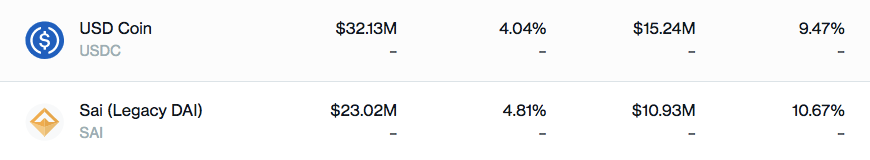 USD Coin $32.13M 4.04% $15.24M 9.47%
USDC – – – –
Sai (Legacy DAI) $23.02M 4.81% $10.93M 10.67%
SAI – – – –